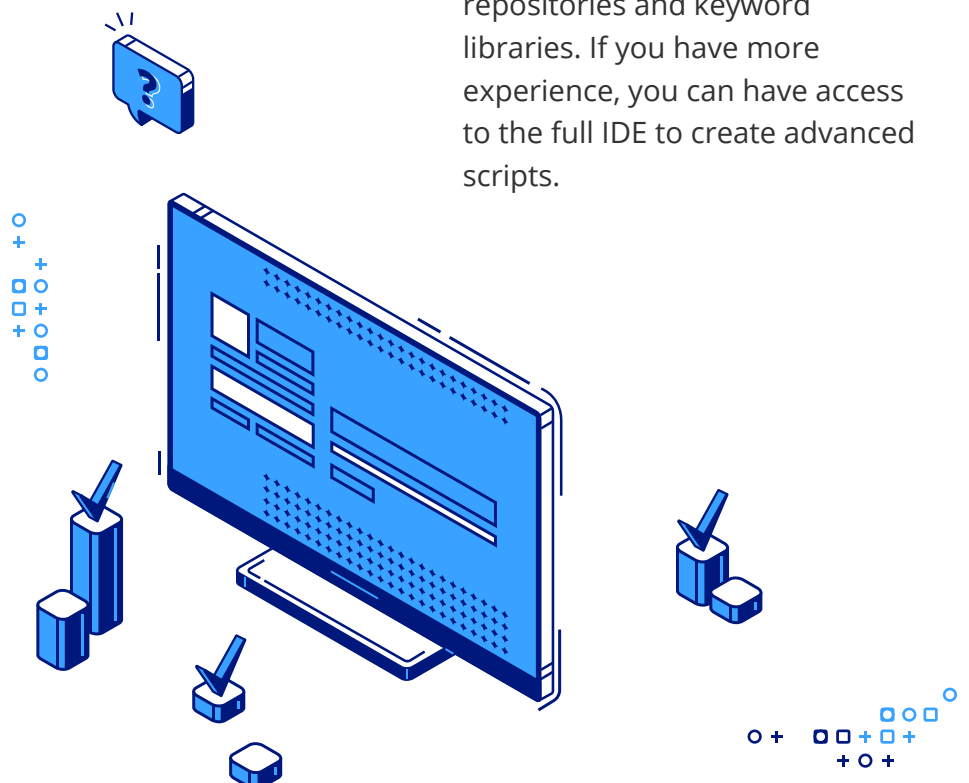 repositories and keyword
libraries. If you have more
experience, you can have access
to the full IDE to create advanced
scripts.
?